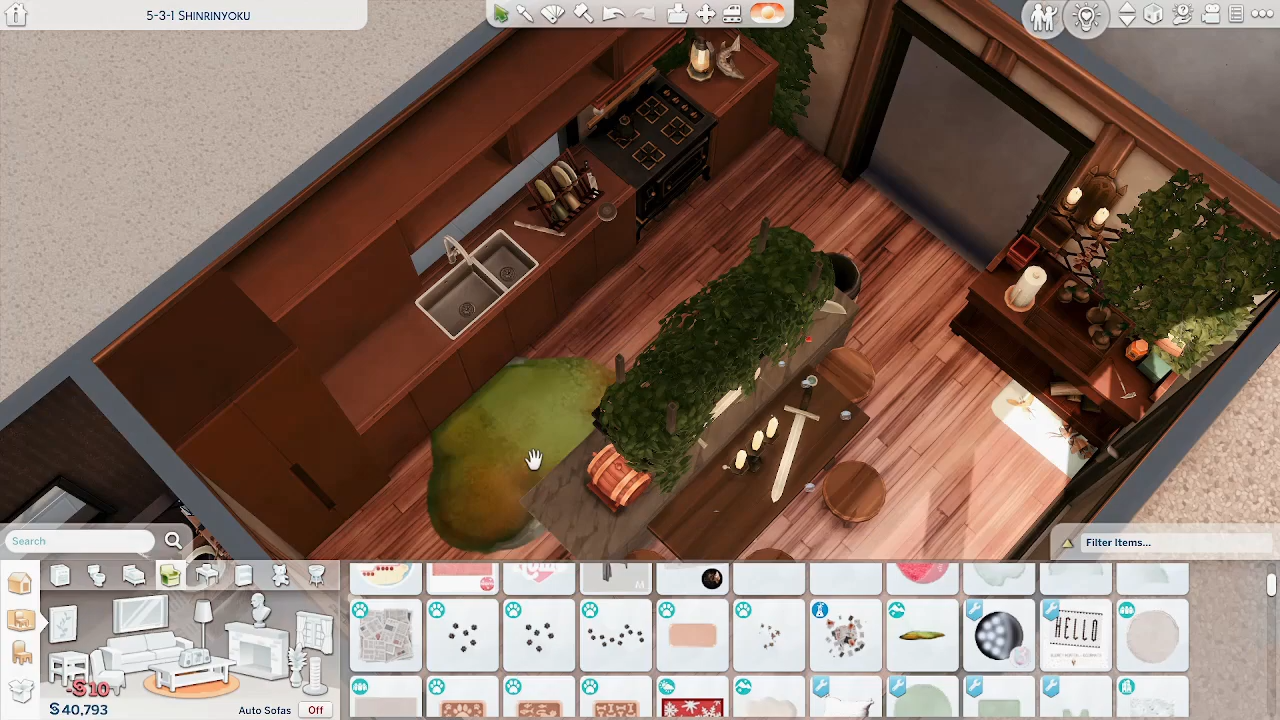 5-3-1 SHINRINYOKU
Search
Filter Items...
HELLO
-§10
§40,793
Auto Sofas
Off